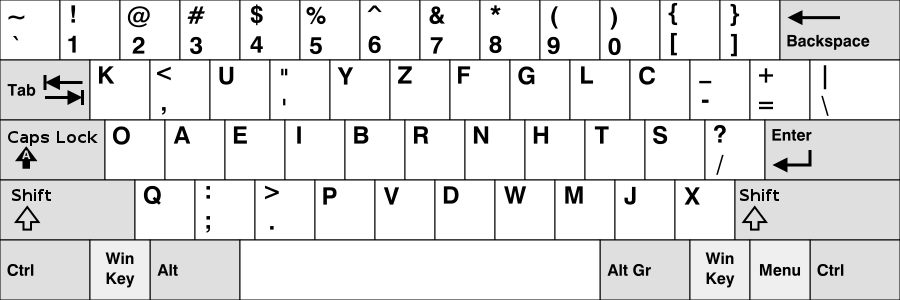 ~ ! @ # $ % ^ & * ( ) { }
` 1 2 3 4 5 6 7 8 9 0 [ ] Backspace
Tab K < U " Y Z F G L C _ + |
, ' - = \
Caps Lock O A E I B R N H T S ? Enter
A /
Shift Q : > P V D W M J X Shift
; .
Ctrl Win Key Alt Alt Gr Win Key Menu Ctrl